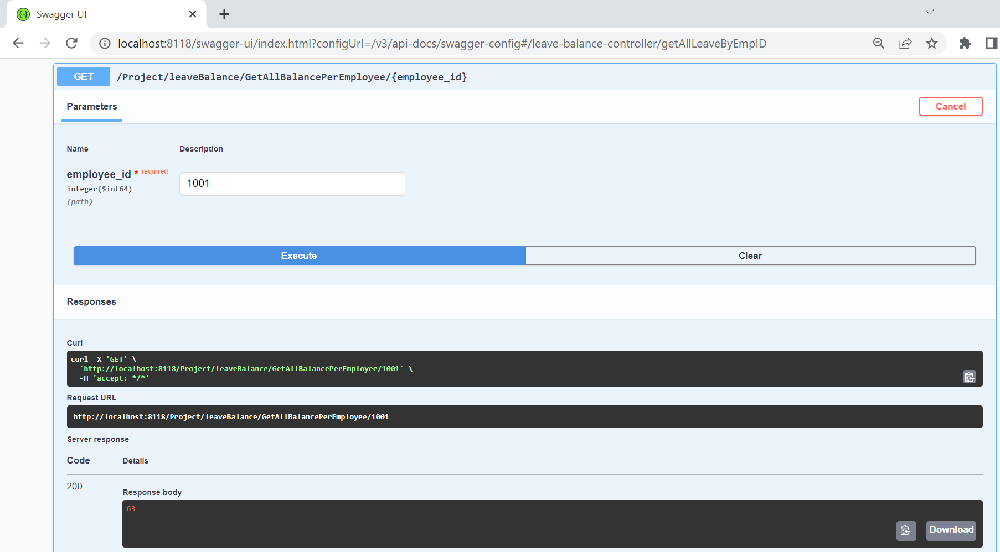 Swagger UI
localhost:8118/swagger-ui/index.html?configUrl=/v3/api-docs/swagger-config#/leave-balance-controller/getAllLeaveByEmpID
GET /Project/leaveBalance/GetAllBalancePerEmployee/{employee_id}
Parameters Cancel
Name Description
employee_id * required
integer($int64)
(path)
1001
Execute Clear
Responses
Curl
curl -X 'GET' \
'http://localhost:8118/Project/leaveBalance/GetAllBalancePerEmployee/1001' \
-H 'accept: */*'
Request URL
http://localhost:8118/Project/leaveBalance/GetAllBalancePerEmployee/1001
Server response
Code Details
200
Response body
63
Download